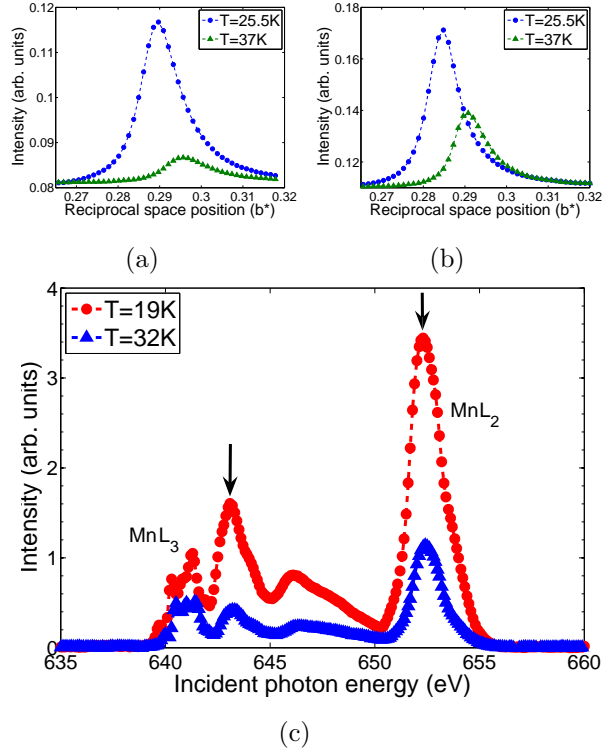 0.12
0.11
0.1
0.09
0.08
0.27 0.28 0.29 0.3 0.31 0.32
Intensity (arb. units)
Reciprocal space position (b*)
T=25.5K
T=37K
(a)
0.18
0.16
0.14
0.12
0.27 0.28 0.29 0.3 0.31 0.32
Intensity (arb. units)
Reciprocal space position (b*)
T=25.5K
T=37K
(b)
4
3
2
1
0
635 640 645 650 655 660
Intensity (arb. units)
Incident photon energy (eV)
T=19K
T=32K
MnL3
MnL2
(c)